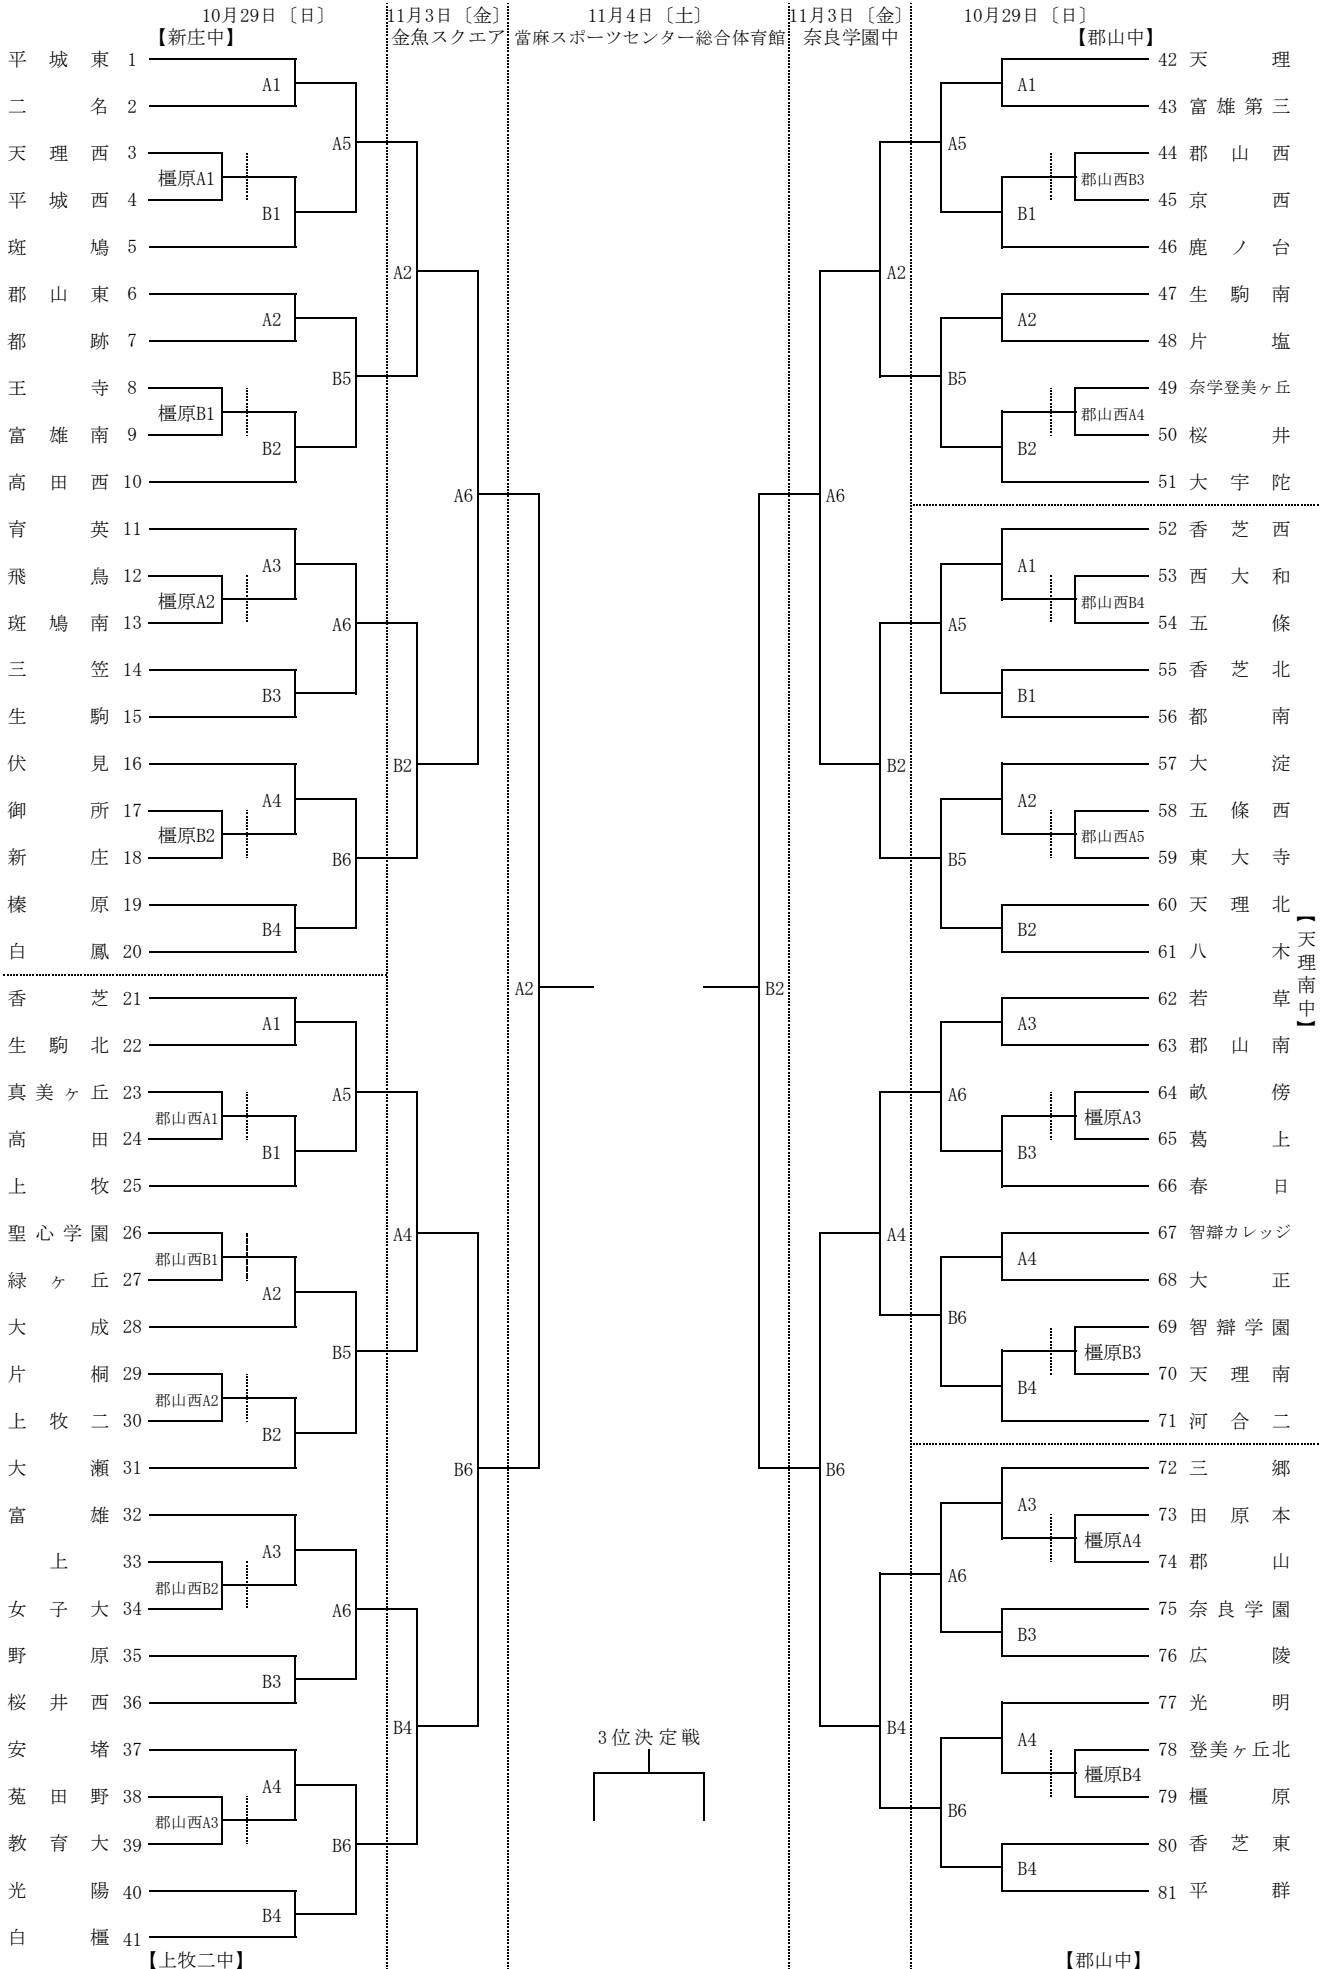 10月29日〔日〕 11月3日〔金〕 11月4日〔土〕 11月3日〔金〕 10月29日〔日〕
【新庄中】 金魚スクエア 當麻スポーツセンター総合体育館 奈良学園中 【郡山中】
平城東 1
二名 2
天理西 3
平城西 4
斑鳩 5
郡山東 6
都跡 7
王寺 8
富雄南 9
高田西 10
育英 11
飛鳥 12
斑鳩南 13
三笠 14
生駒 15
伏見 16
御所 17
新庄 18
榛原 19
白鳳 20
香芝 21
生駒北 22
真美ヶ丘 23
高田 24
上牧 25
聖心学園 26
緑ヶ丘 27
大成 28
片桐 29
上牧二 30
大瀬 31
富雄 32
上 33
女子大 34
野原 35
桜井西 36
安堵 37
菟田野 38
教育大 39
光陽 40
白橿 41
【上牧二中】
A1
橿原A1
B1
A5
A2
橿原B1
B2
B5
A3
橿原A2
B3
A6
A4
橿原B2
B4
B6
A1
郡山西A1
B1
A5
郡山西B1
A2
郡山西A2
B2
B5
A3
郡山西B2
B3
A6
A4
郡山西A3
B4
B6
A2
B2
A4
B4
A6
B6
A2
3位決定戦
B2
A6
B6
A2
B2
A4
B4
A5
B5
A5
B5
A6
B6
A6
B6
A1
郡山西B3
B1
A2
郡山西A4
B2
A1
郡山西B4
B1
A2
郡山西A5
B2
A3
橿原A3
B3
A4
橿原B3
B4
A3
橿原A4
B3
A4
橿原B4
B4
42 天理
43 富雄第三
44 郡山西
45 京西
46 鹿ノ台
47 生駒南
48 片塩
49 奈学登美ヶ丘
50 桜井
51 大宇陀
52 香芝西
53 西大和
54 五條
55 香芝北
56 都南
57 大淀
58 五條西
59 東大寺
60 天理北
61 八木
62 若草
63 郡山南
64 畝傍
65 葛上
66 春日
67 智辯カレッジ
68 大正
69 智辯学園
70 天理南
71 河合二
72 三郷
73 田原本
74 郡山
75 奈良学園
76 広陵
77 光明
78 登美ヶ丘北
79 橿原
80 香芝東
81 平群
【天理南中】
【郡山中】